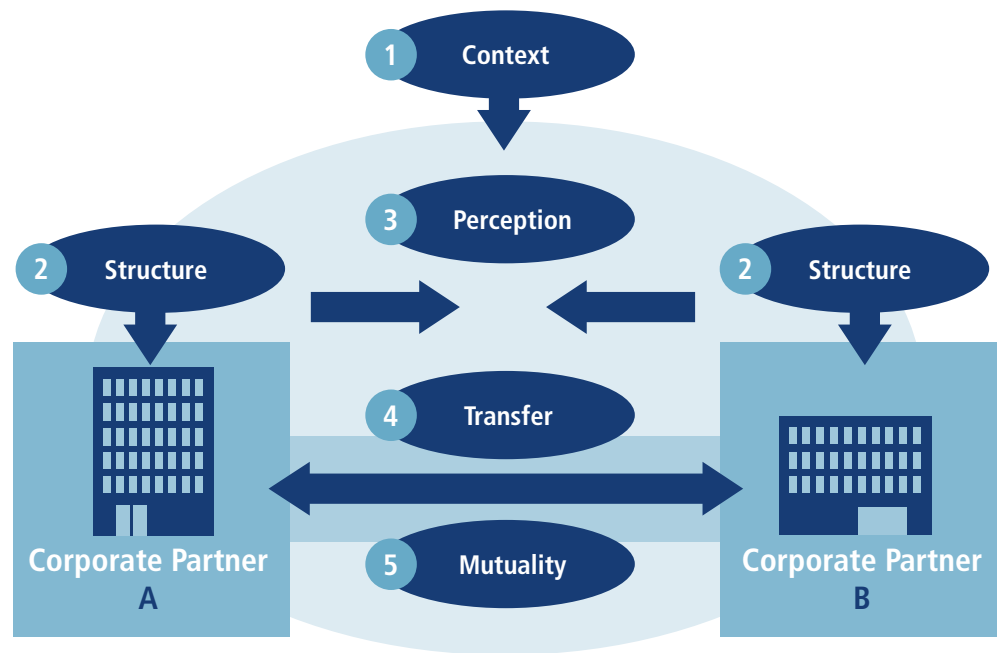 1 Context
3 Perception
2 Structure
2 Structure
4 Transfer
5 Mutuality
Corporate Partner
A
Corporate Partner
B